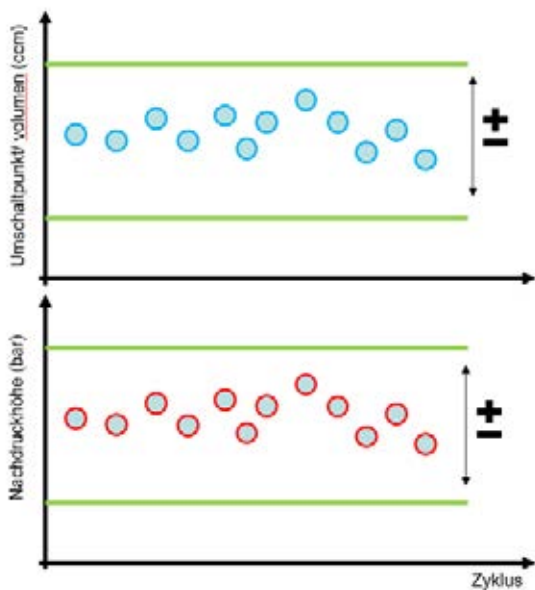 Umschaltpunkt/ volumen (ccm)
+
−
Nachdruckhöhe (bar)
+
−
Zyklus